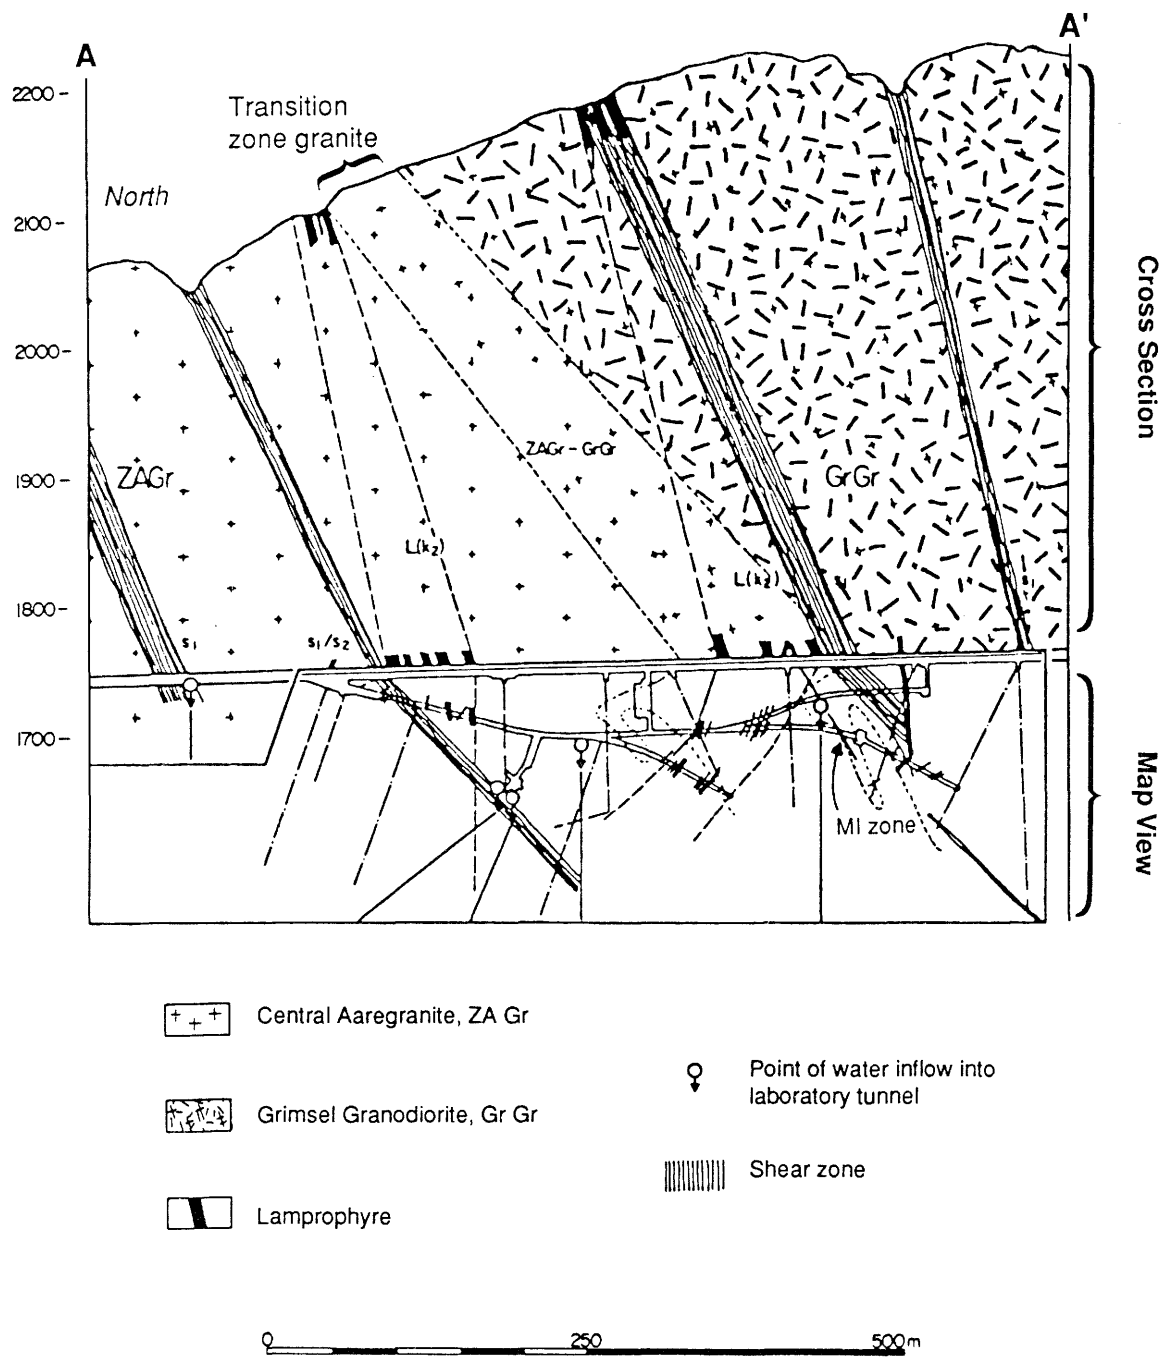 A
A'
2200-
Transition
zone granite
North
2100-
2000-
ZAGr - GrGr
1900-
ZAGr
GrGr
L(k2)
L(k2)
1800-
s1
s1/s2
1700-
MI zone
Cross Section
Map View
Central Aaregranite, ZA Gr
Point of water inflow into
laboratory tunnel
Grimsel Granodiorite, Gr Gr
Shear zone
Lamprophyre
0 250 500m